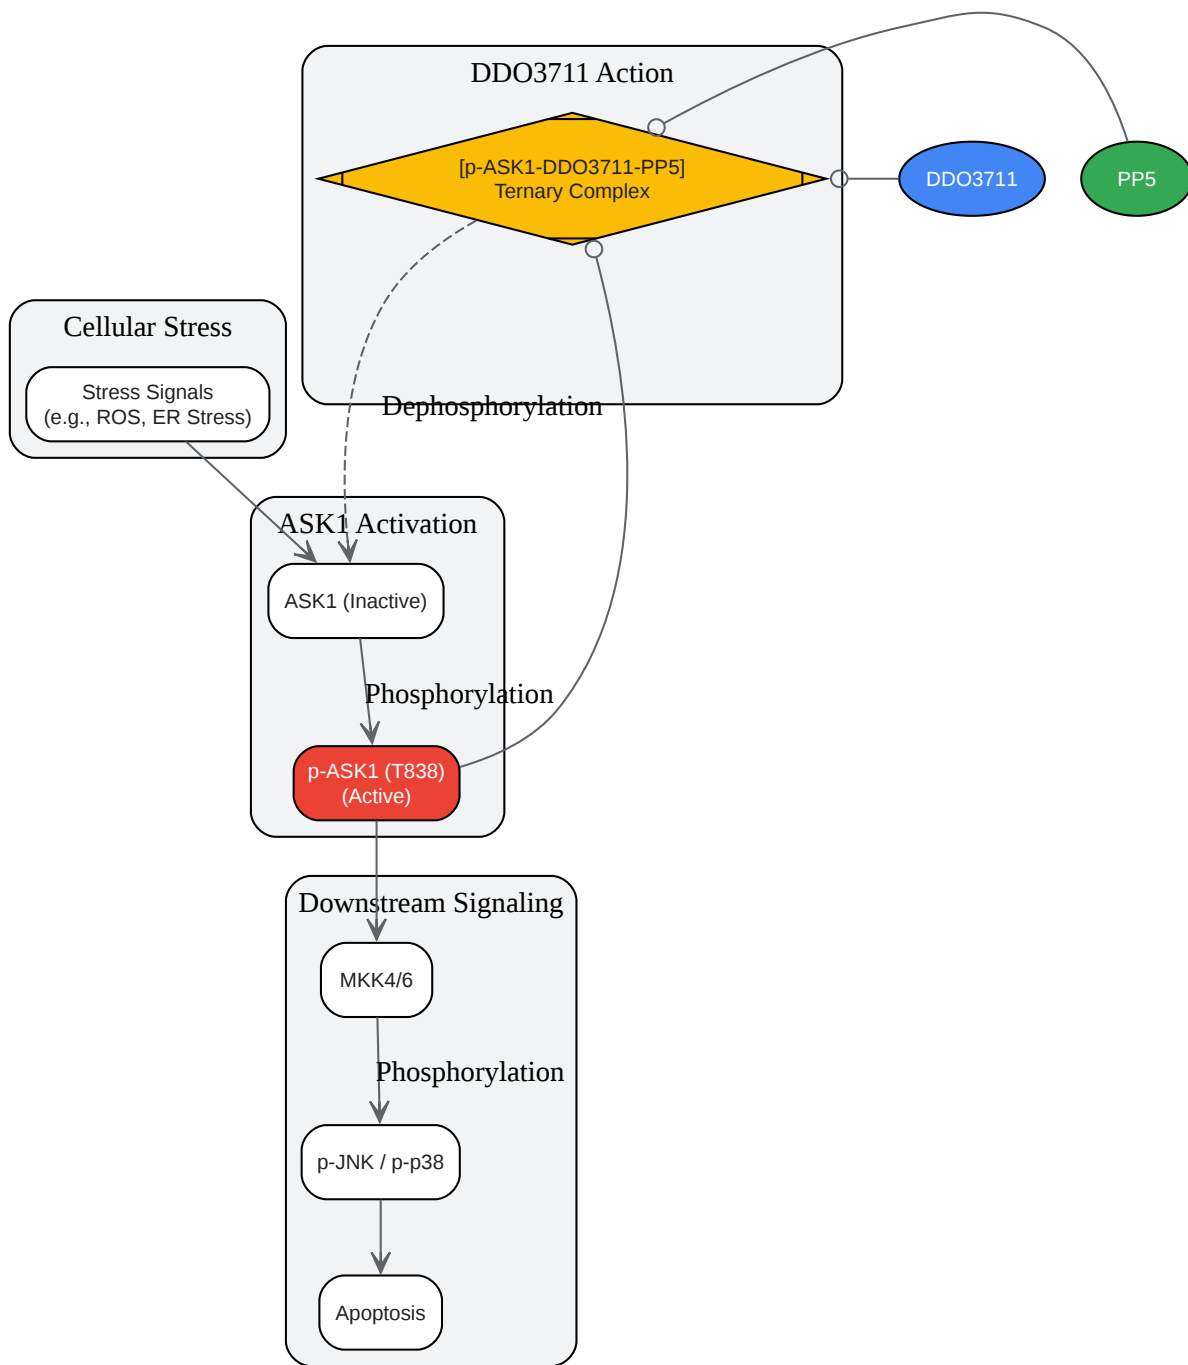 DDO3711 Action
[p-ASK1-DDO3711-PP5]
Ternary Complex
DDO3711
PP5
Cellular Stress
Stress Signals
(e.g., ROS, ER Stress)
Dephosphorylation
ASK1 Activation
ASK1 (Inactive)
Phosphorylation
p-ASK1 (T838)
(Active)
Downstream Signaling
MKK4/6
Phosphorylation
p-JNK / p-p38
Apoptosis